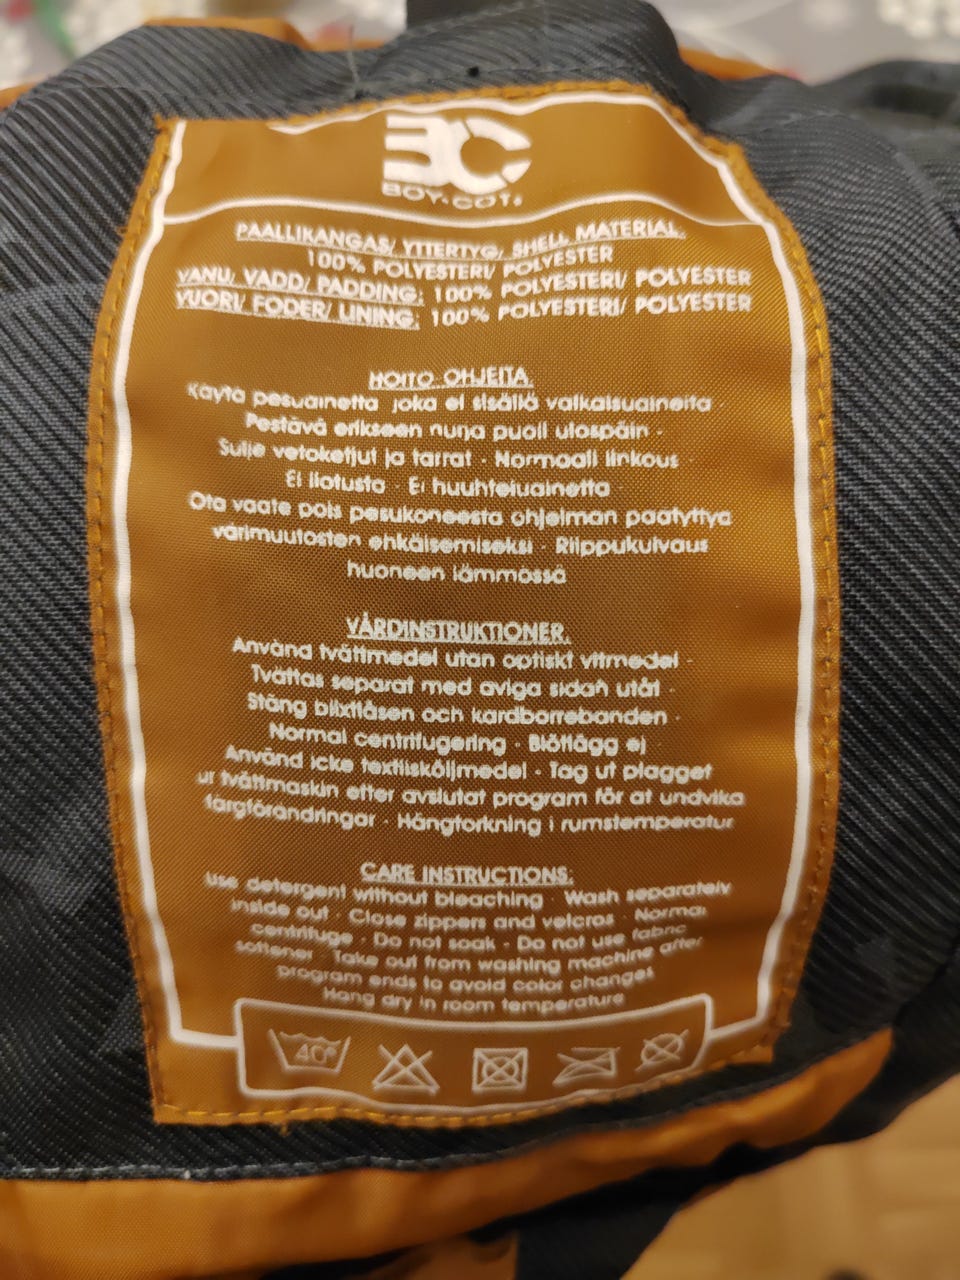 BC
BOY·COT:
PÄÄLLIKANGAS/ YTTERTYG/ SHELL MATERIAL:
100% POLYESTERI/ POLYESTER
VANU/ VADD/ PADDING: 100% POLYESTERI/ POLYESTER
VUORI/ FODER/ LINING: 100% POLYESTERI/ POLYESTER
HOITO OHJEITA:
Käytä pesuainetta joka ei sisällä valkaisuaineita
Pestävä erikseen nurja puoli ulospäin ·
Sulje vetoketjut ja tarrat · Normaali linkous
Ei liotusta · Ei huuhteluainetta
Ota vaate pois pesukoneesta ohjelman päätyttyä
värimuutosten ehkäisemiseksi · Riippukuivaus
huoneen lämmössä
VÅRDINSTRUKTIONER:
Använd tvättmedel utan optiskt vitmedel ·
Tvättas separat med aviga sidan utåt ·
Stäng blixtlåsen och kardborrebanden ·
Normal centrifugering · Blötlägg ej
Använd icke textilsköljmedel · Tag ut plagget
ur tvättmaskin efter avslutat program för at undvika
färgförändringar · Hängtorkning i rumstemperatur
CARE INSTRUCTIONS:
Use detergent without bleaching · Wash separately
inside out · Close zippers and velcros · Normal
centrifuge · Do not soak · Do not use fabric
softener · Take out from washing machine after
program ends to avoid color changes
Hang dry in room temperature
40°